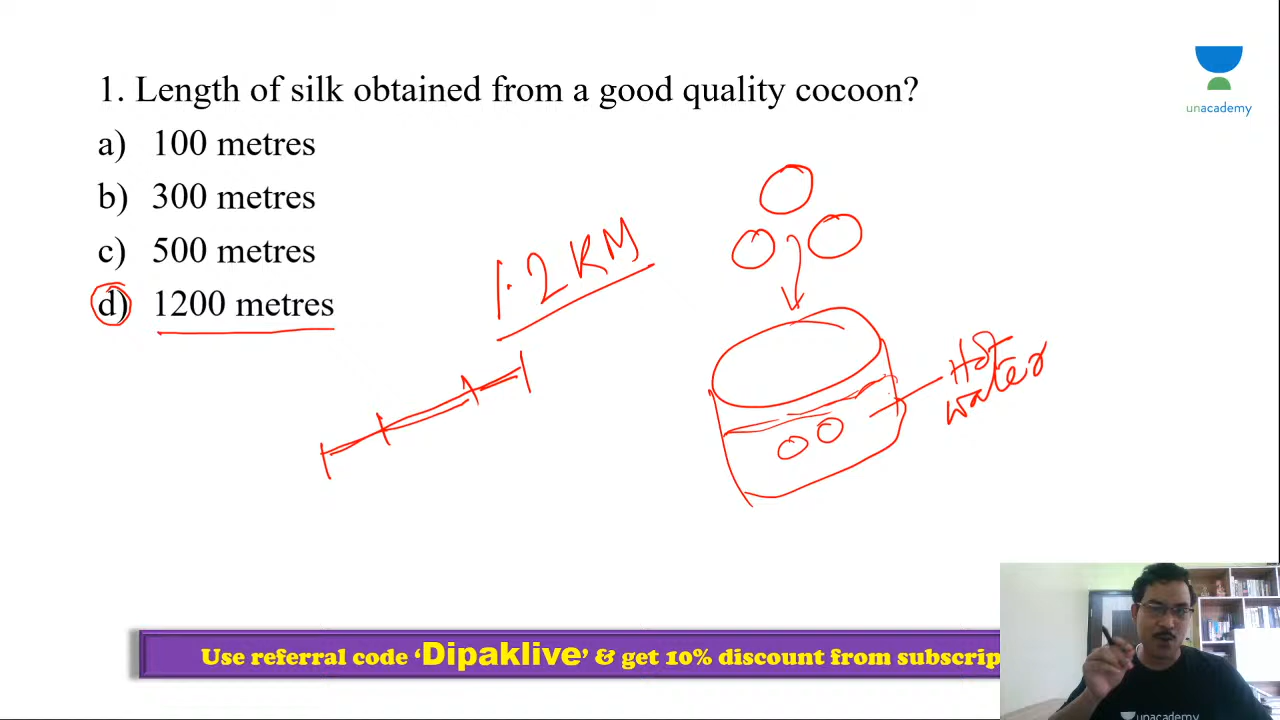 1. Length of silk obtained from a good quality cocoon?
unacademy
a) 100 metres
b) 300 metres
c) 500 metres
d) 1200 metres
1.2 KM
Hot
water
Use referral code ‘Dipaklive’ & get 10% discount from subscrip
unacademy